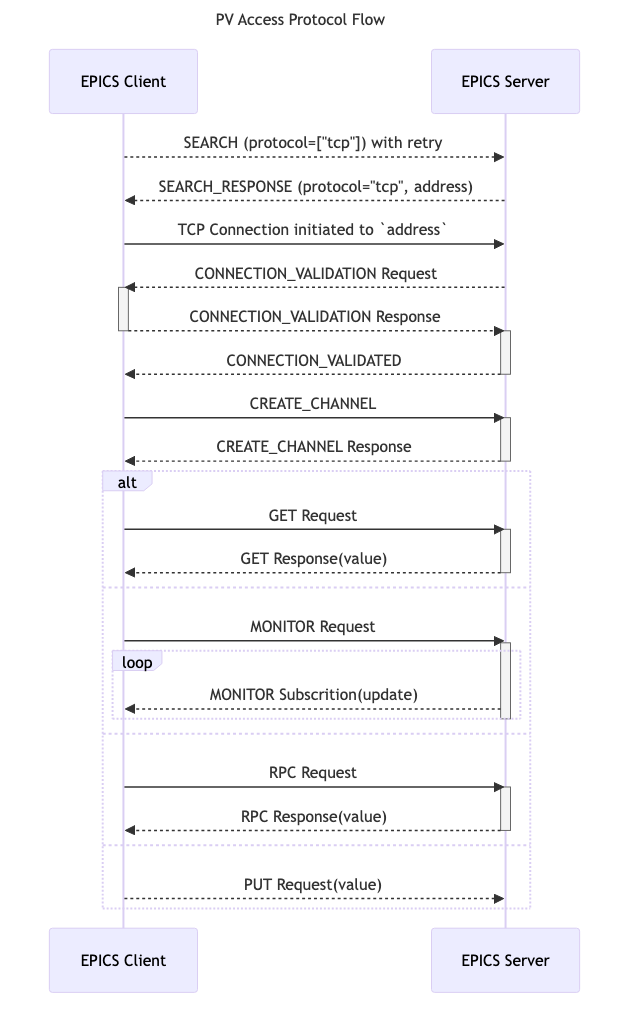 PV Access Protocol Flow
EPICS Client
EPICS Server
SEARCH (protocol=["tcp"]) with retry
SEARCH_RESPONSE (protocol="tcp", address)
TCP Connection initiated to `address`
CONNECTION_VALIDATION Request
CONNECTION_VALIDATION Response
CONNECTION_VALIDATED
CREATE_CHANNEL
CREATE_CHANNEL Response
alt
GET Request
GET Response(value)
MONITOR Request
loop
MONITOR Subscrition(update)
RPC Request
RPC Response(value)
PUT Request(value)
EPICS Client
EPICS Server